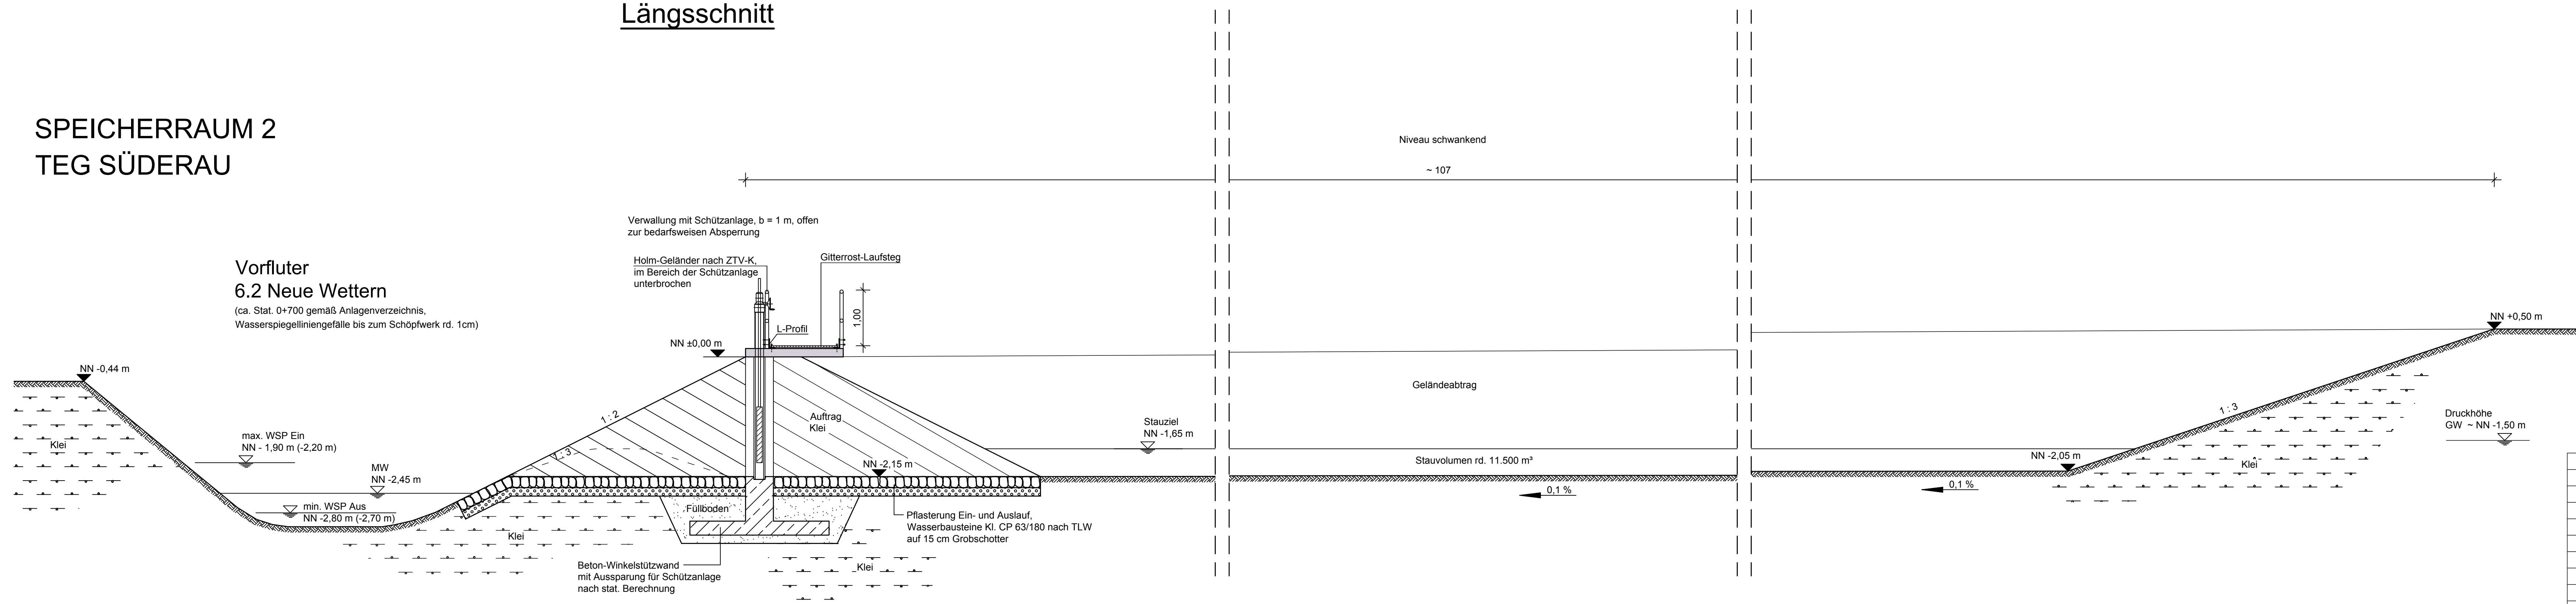 Längsschnitt
SPEICHERRAUM 2
TEG SÜDERAU
Niveau schwankend
~ 107
Verwallung mit Schützanlage, b = 1 m, offen
zur bedarfsweisen Absperrung
Vorfluter
6.2 Neue Wettern
(ca. Stat. 0+700 gemäß Anlagenverzeichnis,
Wasserspiegelliniengefälle bis zum Schöpfwerk rd. 1cm)
Holm-Geländer nach ZTV-K,
im Bereich der Schützanlage
unterbrochen
Gitterrost-Laufsteg
1,00
L-Profil
NN ±0,00 m
NN +0,50 m
NN -0,44 m
Geländeabtrag
1 : 2
1 : 3
Auftrag
Klei
1 : 3
Klei
max. WSP Ein
NN - 1,90 m (-2,20 m)
MW
NN -2,45 m
min. WSP Aus
NN -2,80 m (-2,70 m)
Stauziel
NN -1,65 m
Druckhöhe
GW ~ NN -1,50 m
NN -2,15 m
Stauvolumen rd. 11.500 m³
NN -2,05 m
Klei
0,1 %
0,1 %
Füllboden
Pflasterung Ein- und Auslauf,
Wasserbausteine Kl. CP 63/180 nach TLW
auf 15 cm Grobschotter
Klei
Klei
Beton-Winkelstützwand
mit Aussparung für Schützanlage
nach stat. Berechnung